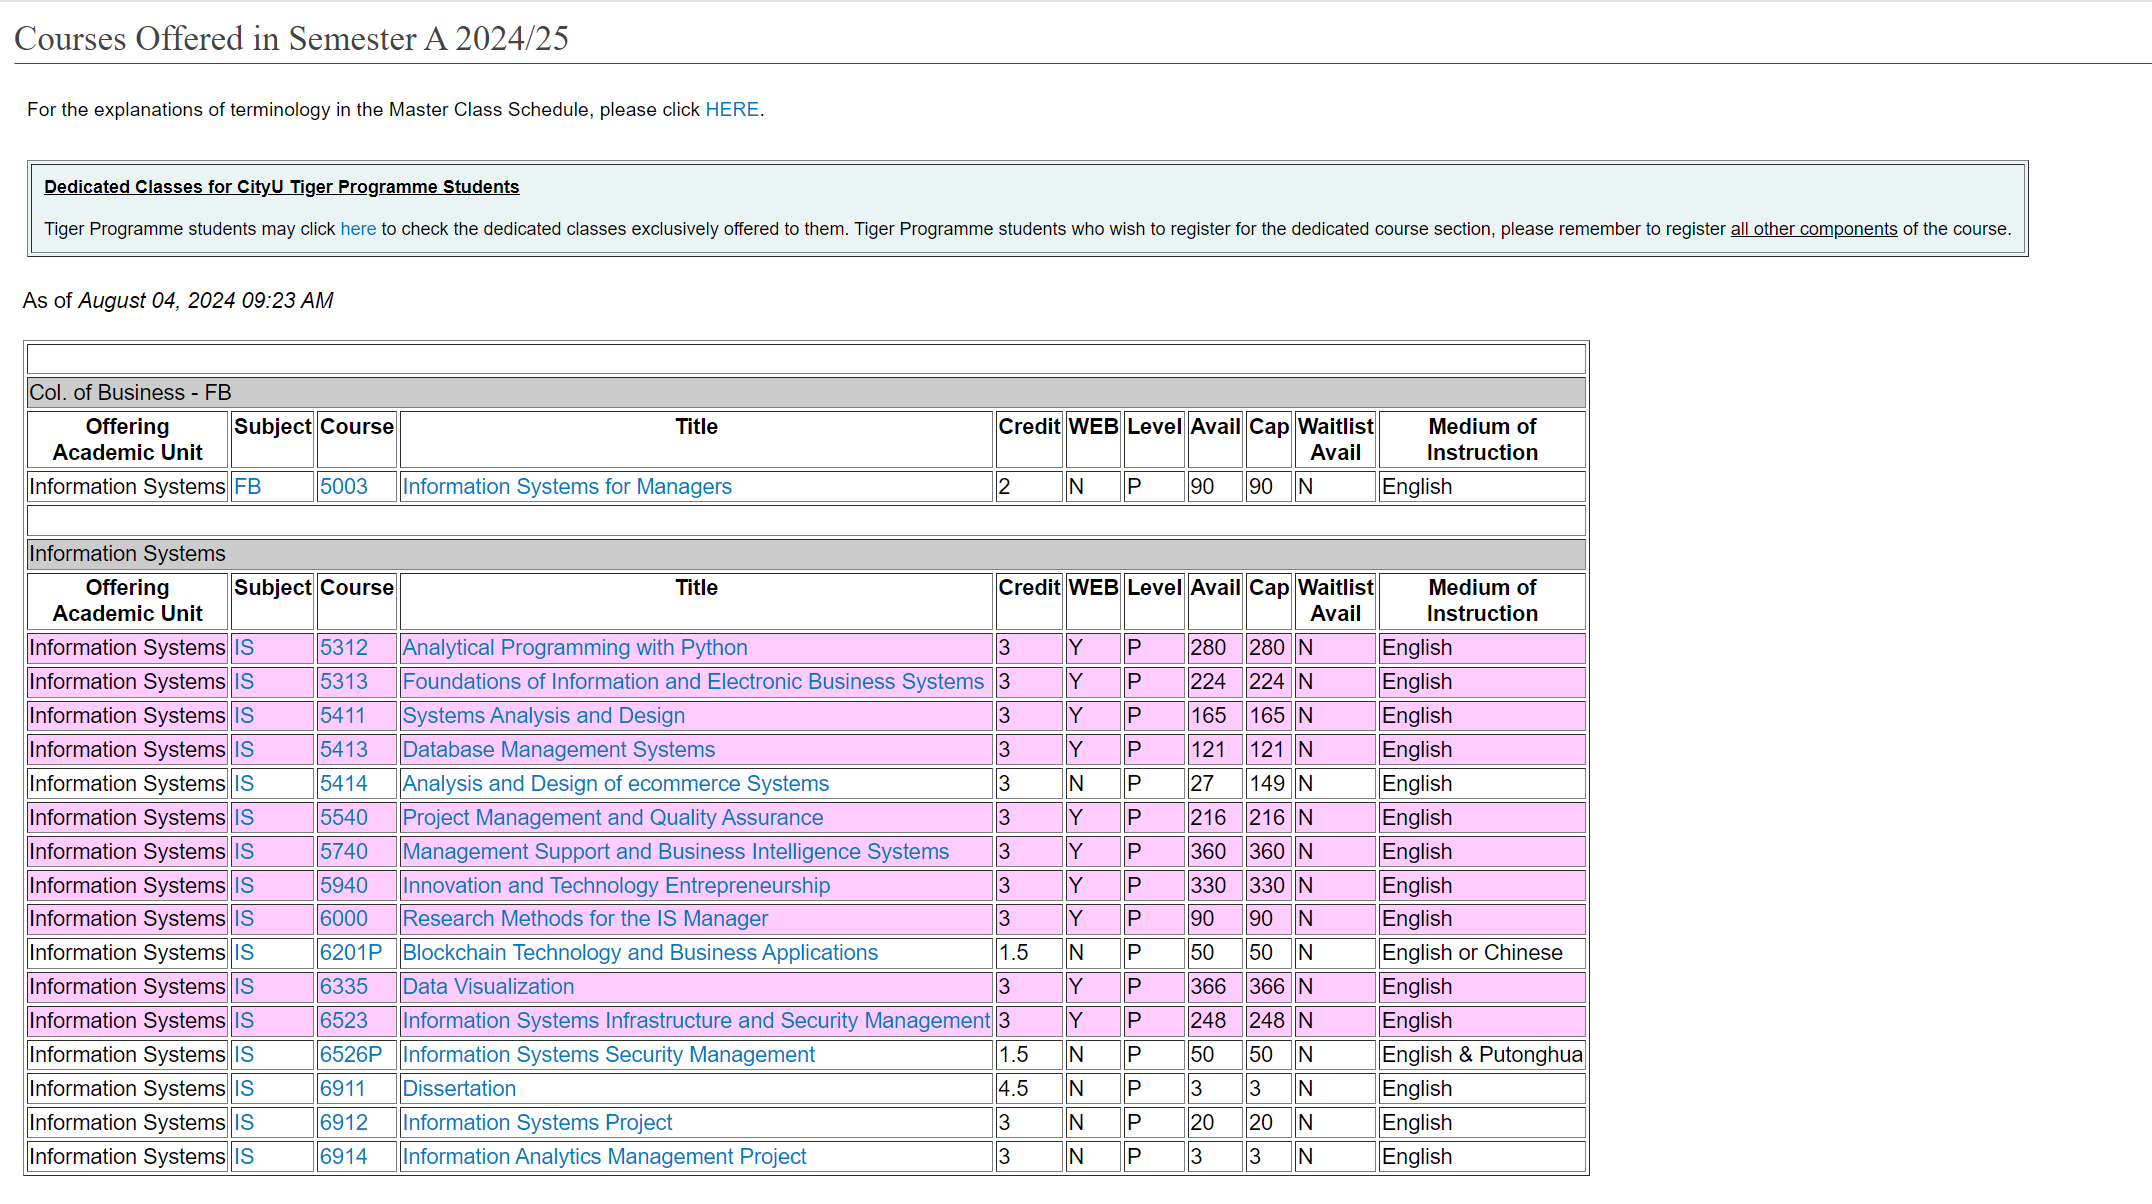 Courses Offered in Semester A 2024/25
For the explanations of terminology in the Master Class Schedule, please click HERE.
Dedicated Classes for CityU Tiger Programme Students
Tiger Programme students may click here to check the dedicated classes exclusively offered to them. Tiger Programme students who wish to register for the dedicated course section, please remember to register all other components of the course.
As of August 04, 2024 09:23 AM
Col. of Business - FB
Offering Academic Unit Subject Course Title Credit WEB Level Avail Cap Waitlist Avail Medium of Instruction
Information Systems FB 5003 Information Systems for Managers 2 N P 90 90 N English
Information Systems
Offering Academic Unit Subject Course Title Credit WEB Level Avail Cap Waitlist Avail Medium of Instruction
Information Systems IS 5312 Analytical Programming with Python 3 Y P 280 280 N English
Information Systems IS 5313 Foundations of Information and Electronic Business Systems 3 Y P 224 224 N English
Information Systems IS 5411 Systems Analysis and Design 3 Y P 165 165 N English
Information Systems IS 5413 Database Management Systems 3 Y P 121 121 N English
Information Systems IS 5414 Analysis and Design of ecommerce Systems 3 N P 27 149 N English
Information Systems IS 5540 Project Management and Quality Assurance 3 Y P 216 216 N English
Information Systems IS 5740 Management Support and Business Intelligence Systems 3 Y P 360 360 N English
Information Systems IS 5940 Innovation and Technology Entrepreneurship 3 Y P 330 330 N English
Information Systems IS 6000 Research Methods for the IS Manager 3 Y P 90 90 N English
Information Systems IS 6201P Blockchain Technology and Business Applications 1.5 N P 50 50 N English or Chinese
Information Systems IS 6335 Data Visualization 3 Y P 366 366 N English
Information Systems IS 6523 Information Systems Infrastructure and Security Management 3 Y P 248 248 N English
Information Systems IS 6526P Information Systems Security Management 1.5 N P 50 50 N English & Putonghua
Information Systems IS 6911 Dissertation 4.5 N P 3 3 N English
Information Systems IS 6912 Information Systems Project 3 N P 20 20 N English
Information Systems IS 6914 Information Analytics Management Project 3 N P 3 3 N English